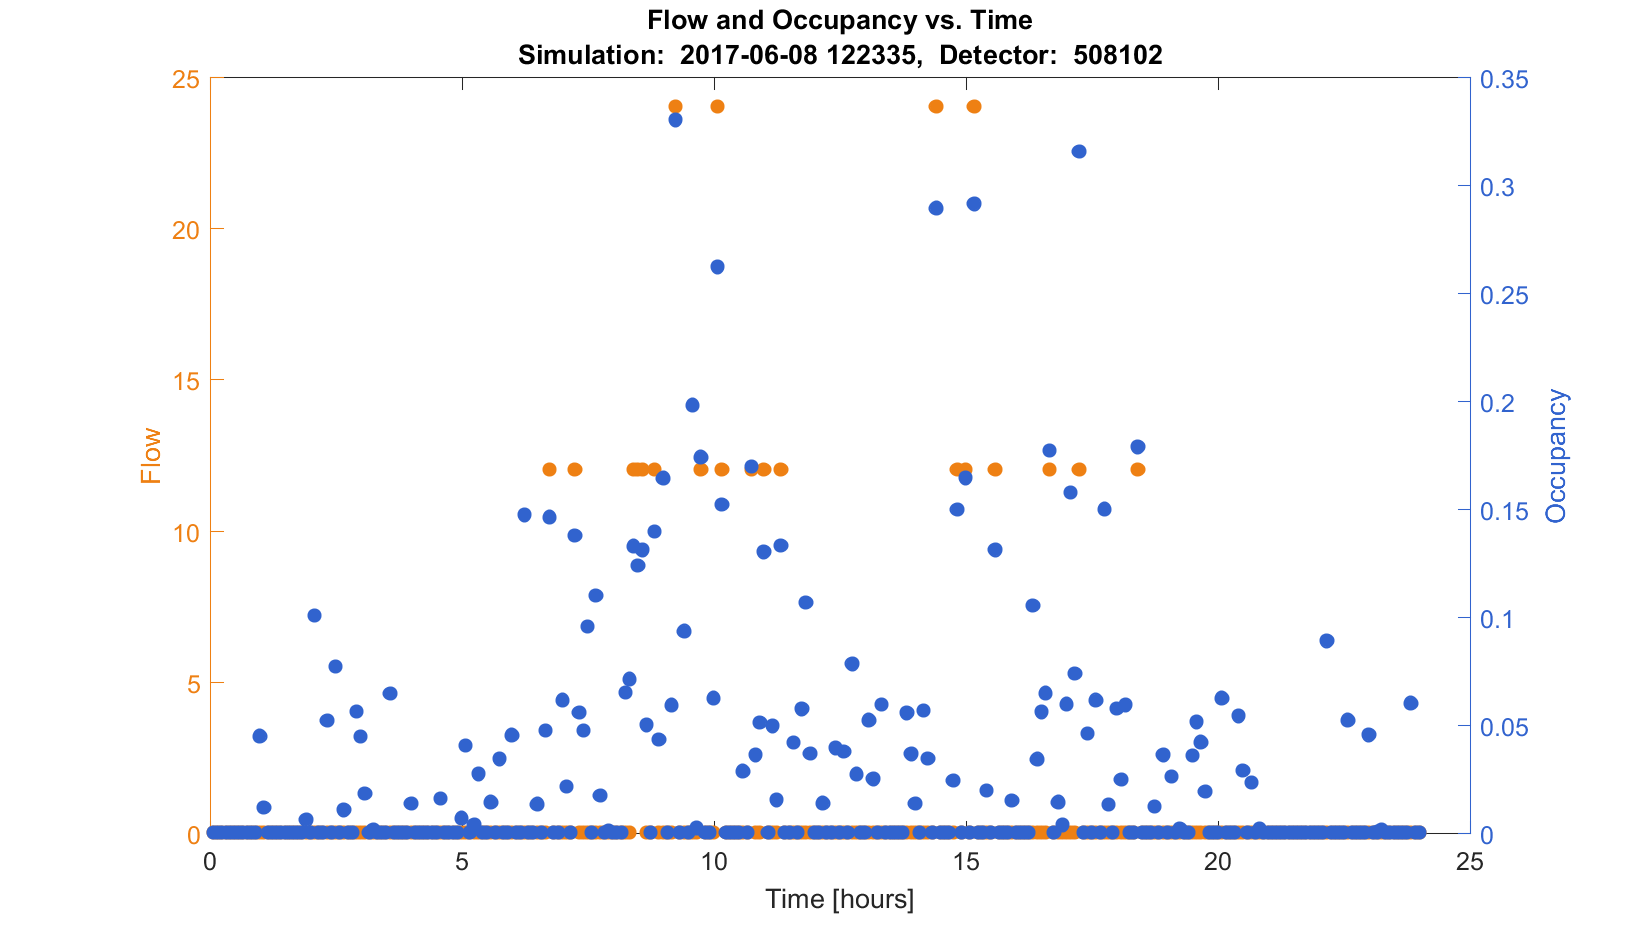 Flow and Occupancy vs. Time
Simulation:  2017-06-08 122335,  Detector:  508102
25
20
15
10
5
0
Flow
0.35
0.3
0.25
0.2
0.15
0.1
0.05
0
Occupancy
0 5 10 15 20 25
Time [hours]